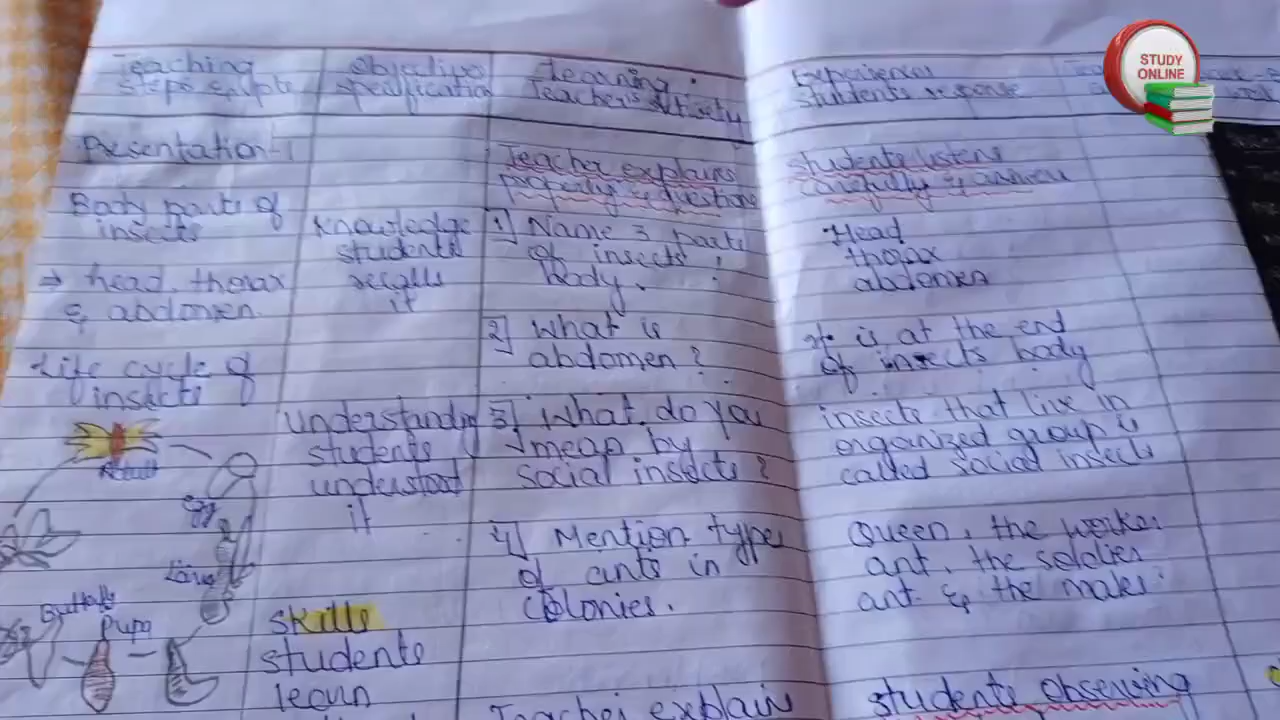 STUDY
ONLINE
Teaching
steps & pts
objective
specification
Learning
Teacher's activity
Experiences
students response
Presentation-1
Body parts of
insects
⇒ head, thorax
& abdomen.
Life cycle of
insects
Adult
Egg
Larva
Butterfly
Pupa
Knowledge
students
recalls
it
understanding
students
understood
it
skills
students
learn
Teacher explains
properly & questions
1] Name 3 parts
of insects
body.
2] What is
abdomen?
3] What do you
mean by
social insects?
4] Mention types
of ants in
colonies.
Teacher explain
students listens
carefully & answers
Head
thorax
abdomen
It is at the end
of insects body
insects that live in
organized group is
called social insects
Queen, the worker
ant, the soldier
ant & the males.
students observing